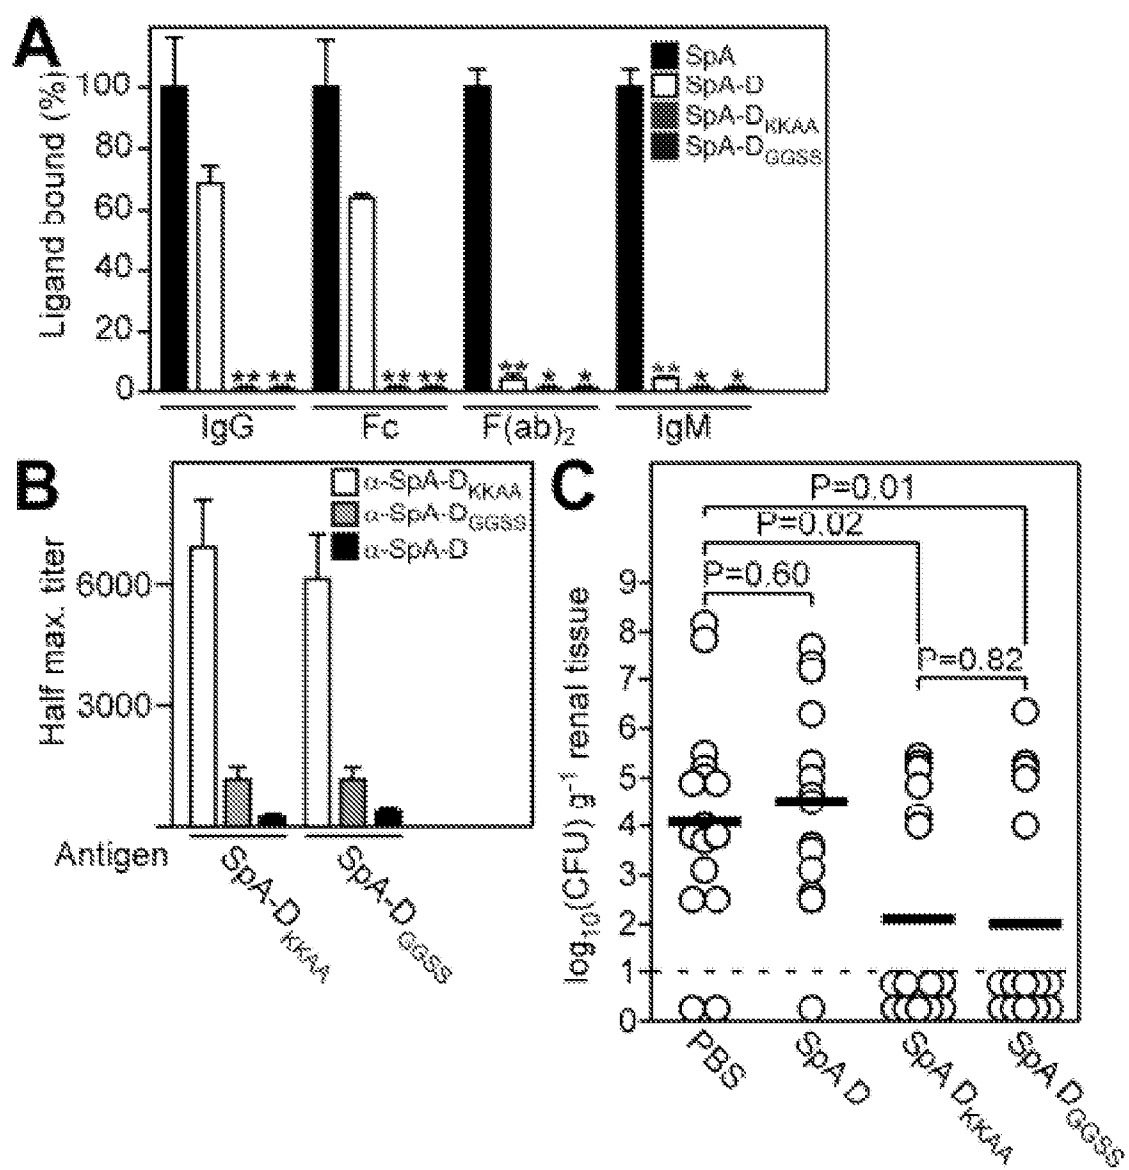 A
Ligand bound (%)
100
80
60
40
20
0
SpA
SpA-D
SpA-DKKAA
SpA-DGGSS
** **
** **
** * *
** * *
IgG Fc F(ab)2 IgM
B
Half max. titer
6000
3000
α-SpA-DKKAA
α-SpA-DGGSS
α-SpA-D
Antigen
SpA-DKKAA
SpA-DGGSS
C
log10(CFU) g-1 renal tissue
9
8
7
6
5
4
3
2
1
0
P=0.01
P=0.02
P=0.60
P=0.82
PBS
SpA D
SpA DKKAA
SpA DGGSS